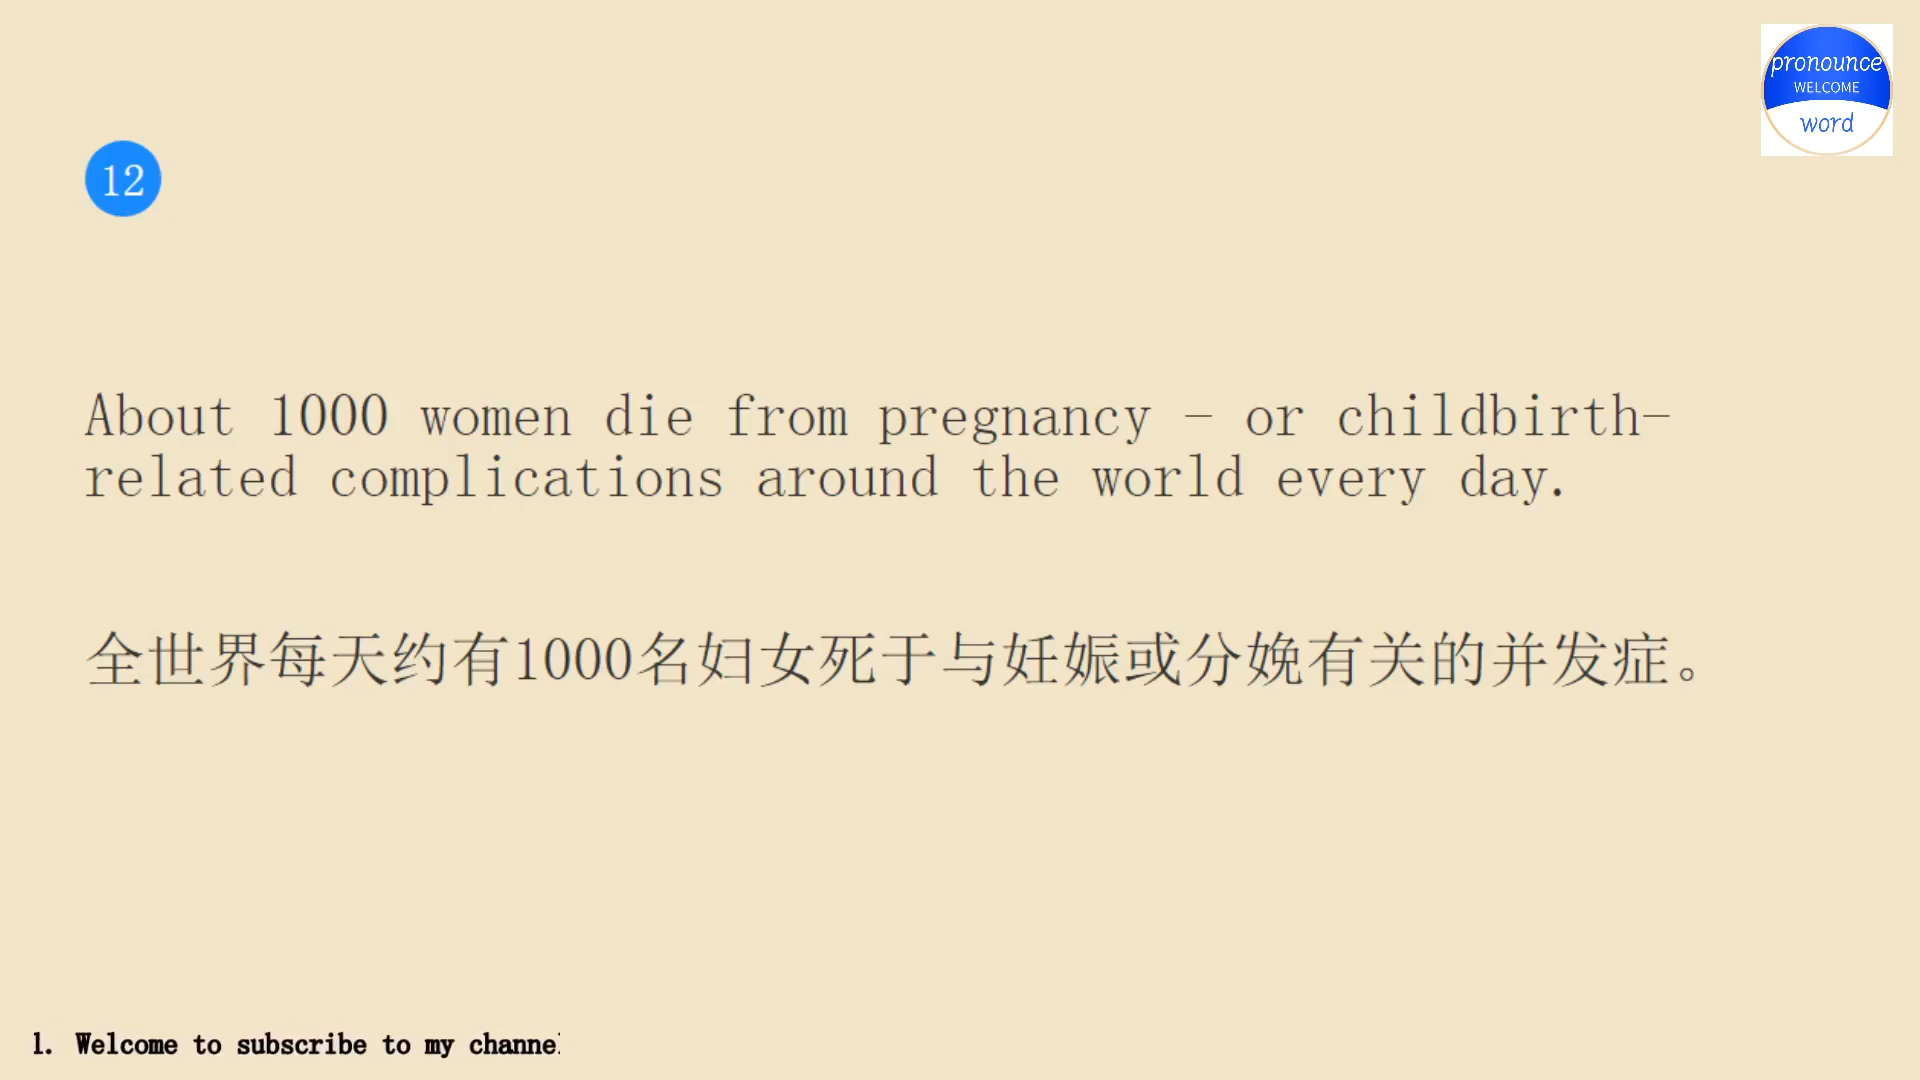 pronounce
WELCOME
word
12
About 1000 women die from pregnancy - or childbirth-
related complications around the world every day.
全世界每天约有1000名妇女死于与妊娠或分娩有关的并发症。
1. Welcome to subscribe to my channel